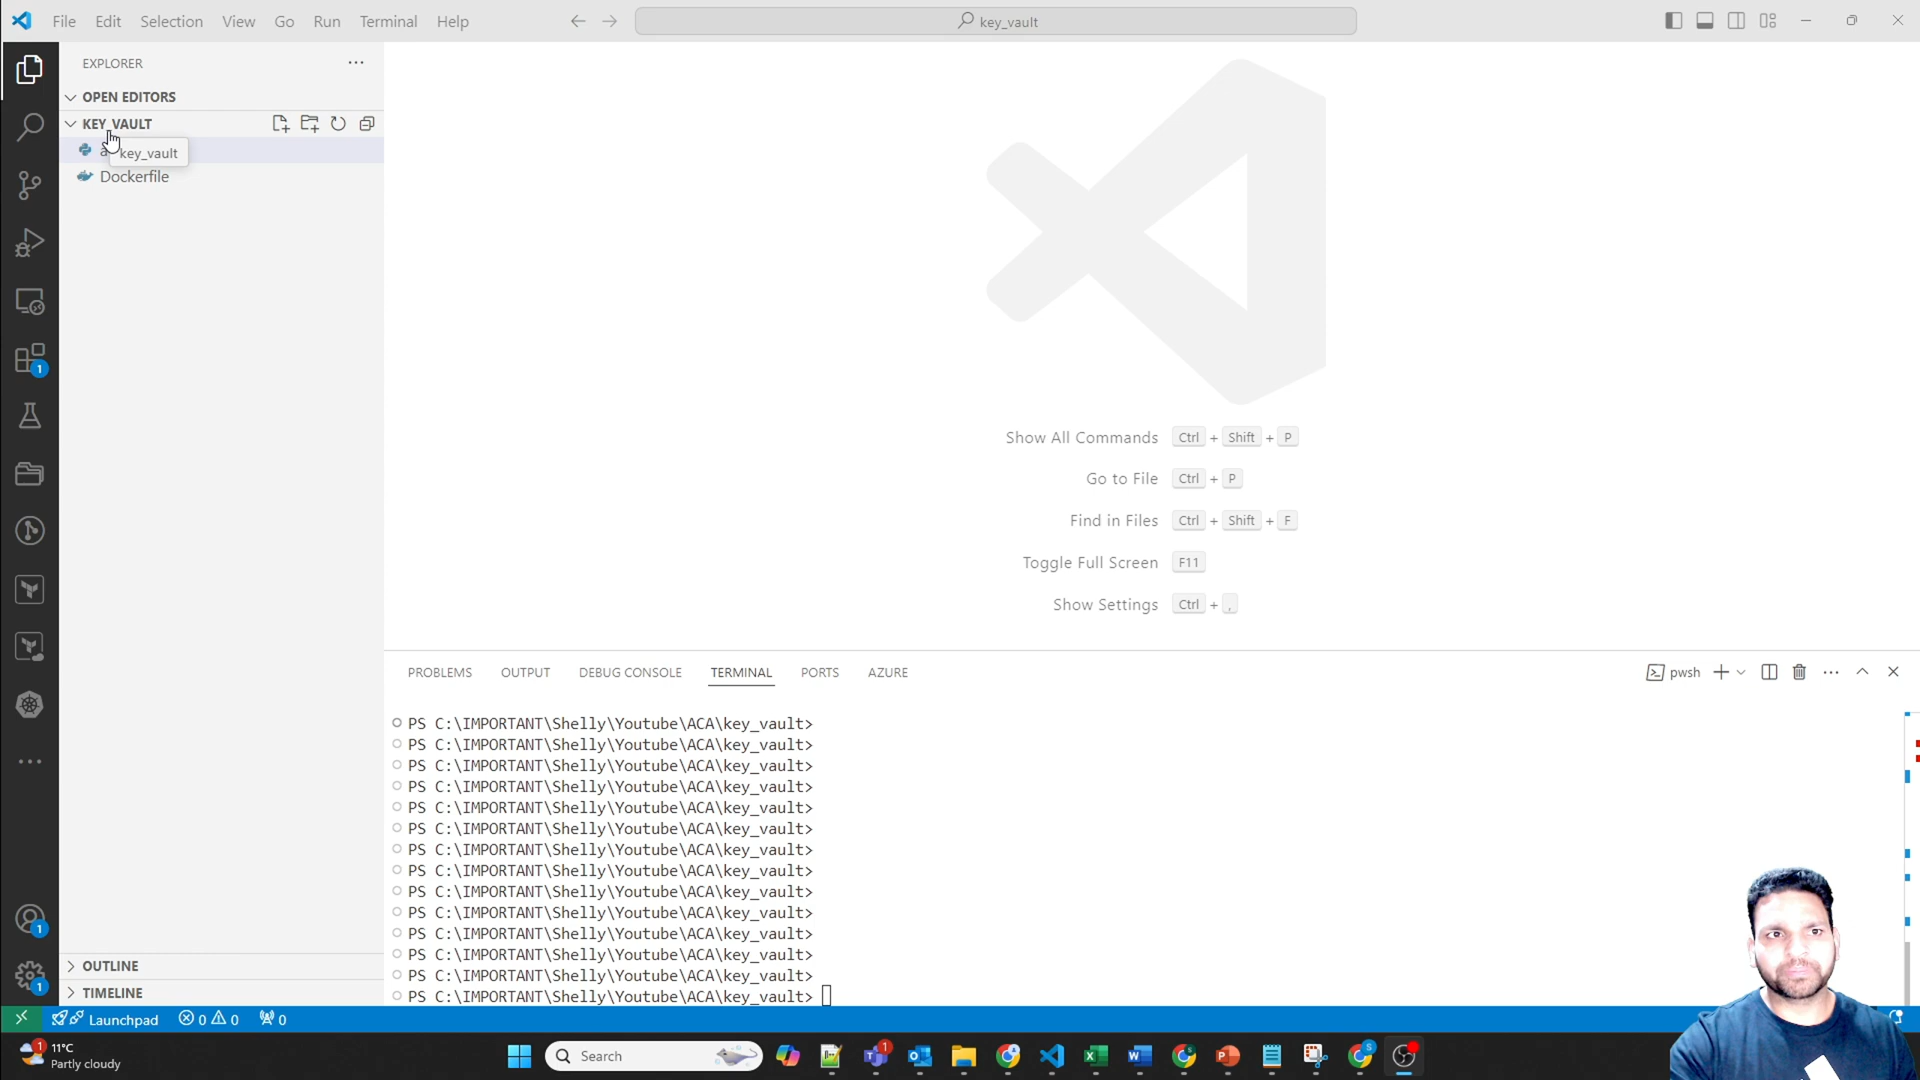 File Edit Selection View Go Run Terminal Help
key_vault
EXPLORER
OPEN EDITORS
KEY_VAULT
key_vault
Dockerfile
Show All Commands Ctrl + Shift + P
Go to File Ctrl + P
Find in Files Ctrl + Shift + F
Toggle Full Screen F11
Show Settings Ctrl + ,
PROBLEMS OUTPUT DEBUG CONSOLE TERMINAL PORTS AZURE
pwsh
PS C:\IMPORTANT\Shelly\Youtube\ACA\key_vault>
PS C:\IMPORTANT\Shelly\Youtube\ACA\key_vault>
PS C:\IMPORTANT\Shelly\Youtube\ACA\key_vault>
PS C:\IMPORTANT\Shelly\Youtube\ACA\key_vault>
PS C:\IMPORTANT\Shelly\Youtube\ACA\key_vault>
PS C:\IMPORTANT\Shelly\Youtube\ACA\key_vault>
PS C:\IMPORTANT\Shelly\Youtube\ACA\key_vault>
PS C:\IMPORTANT\Shelly\Youtube\ACA\key_vault>
PS C:\IMPORTANT\Shelly\Youtube\ACA\key_vault>
PS C:\IMPORTANT\Shelly\Youtube\ACA\key_vault>
PS C:\IMPORTANT\Shelly\Youtube\ACA\key_vault>
PS C:\IMPORTANT\Shelly\Youtube\ACA\key_vault>
PS C:\IMPORTANT\Shelly\Youtube\ACA\key_vault>
PS C:\IMPORTANT\Shelly\Youtube\ACA\key_vault>
1
1
1
OUTLINE
TIMELINE
Launchpad 0 0 0
1
11°C
Partly cloudy
Search
1